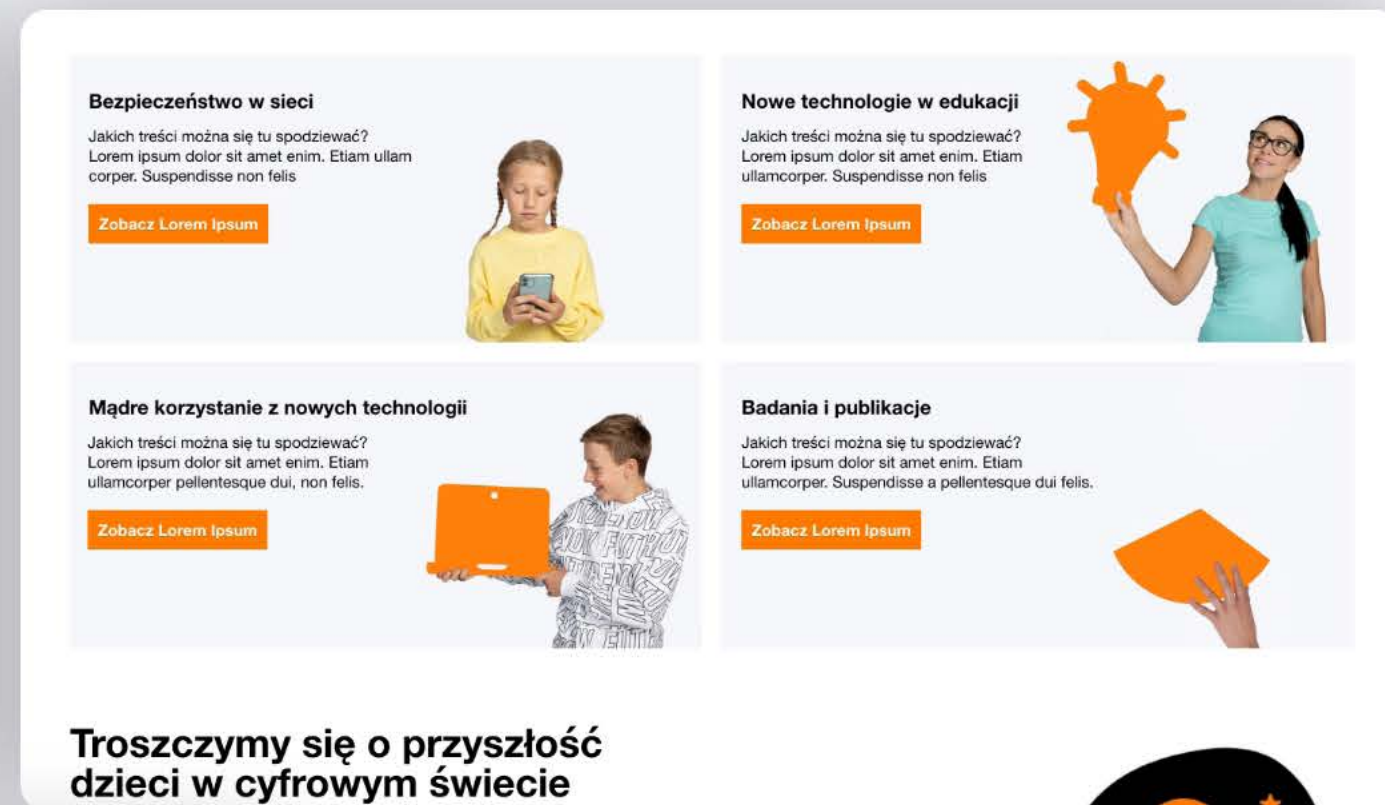 Bezpieczeństwo w sieci
Jakich treści można się tu spodziewać?
Lorem ipsum dolor sit amet enim. Etiam ullam
corper. Suspendisse non felis
Zobacz Lorem Ipsum
Nowe technologie w edukacji
Jakich treści można się tu spodziewać?
Lorem ipsum dolor sit amet enim. Etiam
ullamcorper. Suspendisse non felis
Zobacz Lorem Ipsum
Mądre korzystanie z nowych technologii
Jakich treści można się tu spodziewać?
Lorem ipsum dolor sit amet enim. Etiam
ullamcorper pellentesque dui, non felis.
Zobacz Lorem Ipsum
Badania i publikacje
Jakich treści można się tu spodziewać?
Lorem ipsum dolor sit amet enim. Etiam
ullamcorper. Suspendisse a pellentesque dui felis.
Zobacz Lorem Ipsum
Troszczymy się o przyszłość
dzieci w cyfrowym świecie